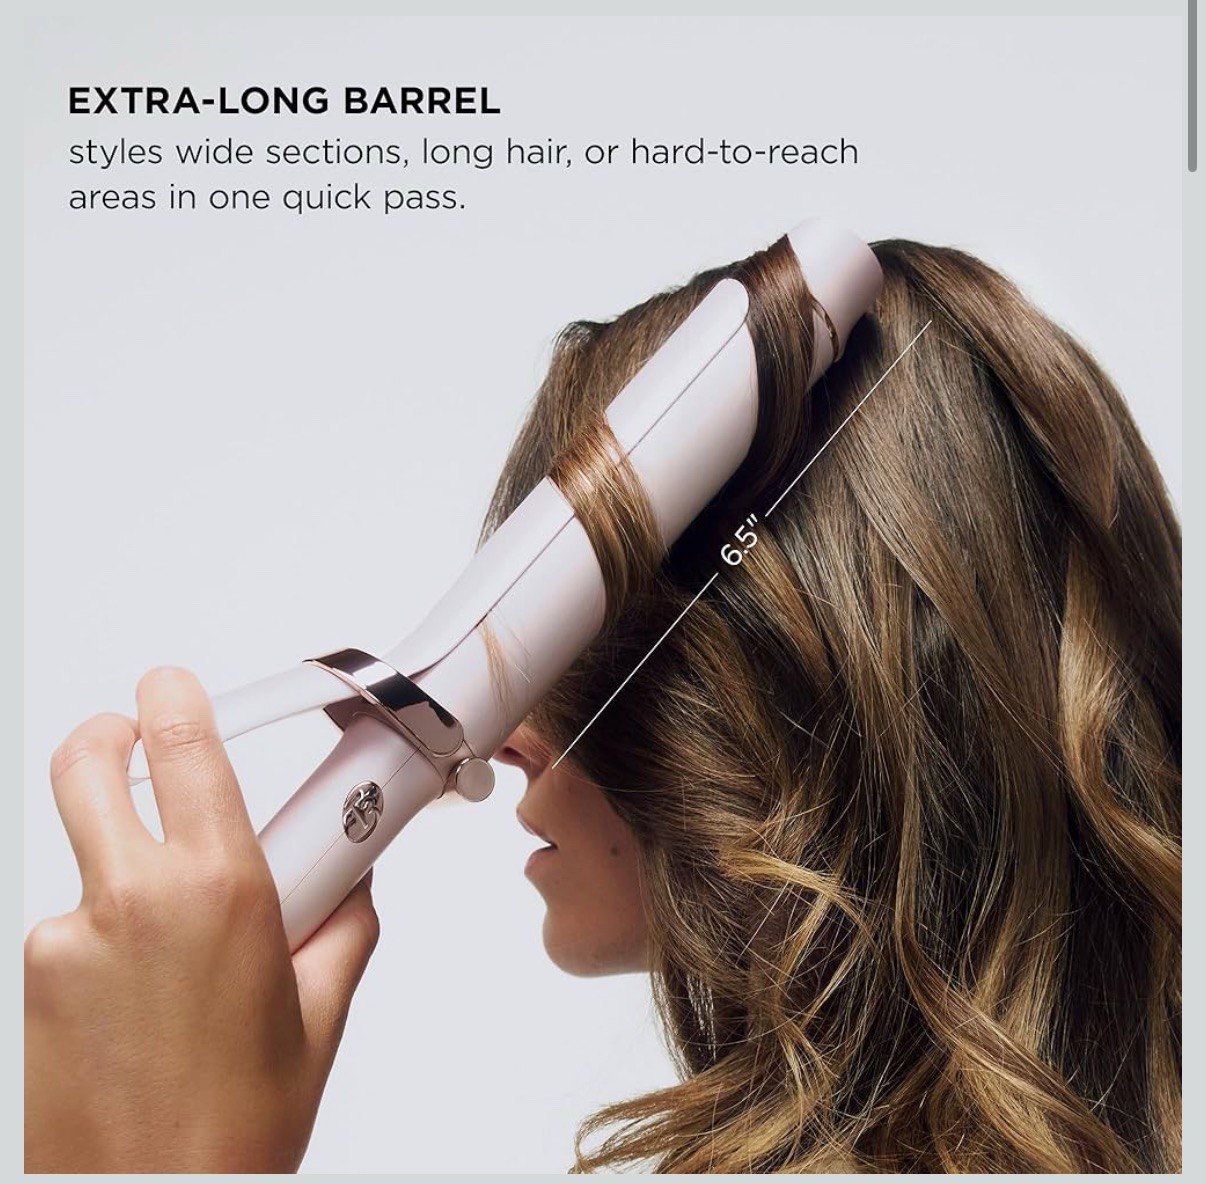 EXTRA-LONG BARREL
styles wide sections, long hair, or hard-to-reach
areas in one quick pass.
6.5"